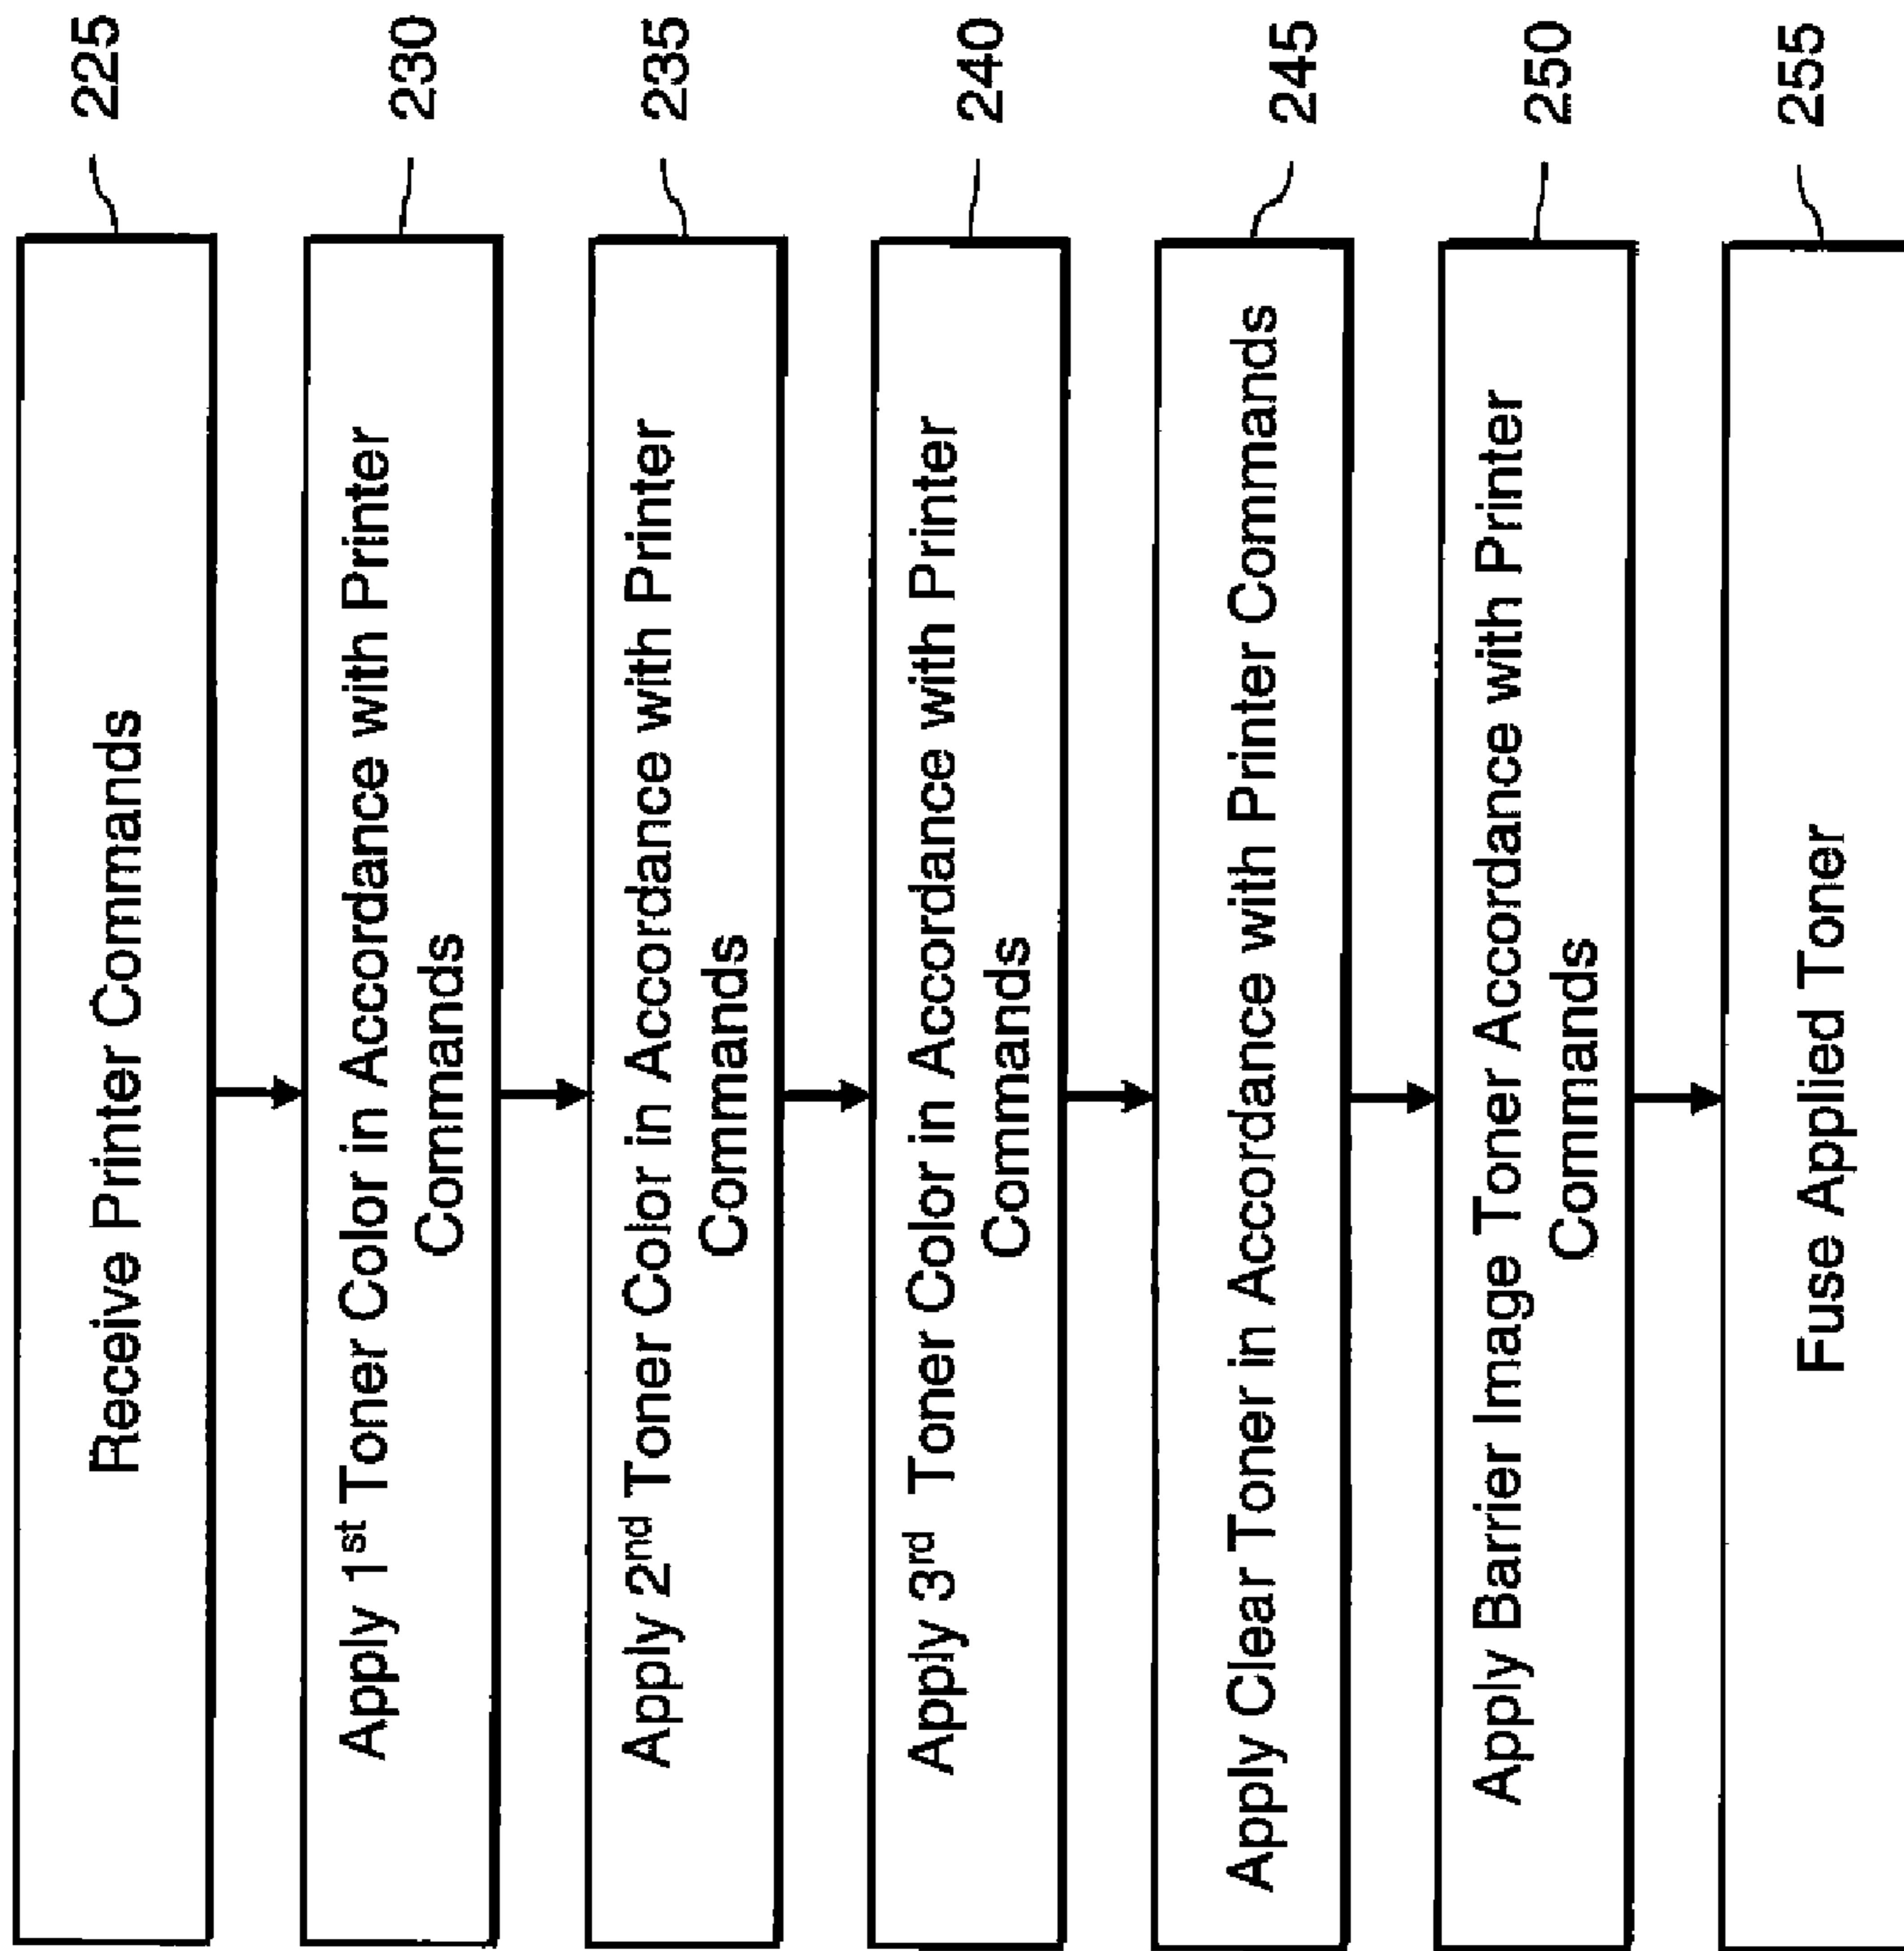 Receive Printer Commands
225
Apply 1st Toner Color in Accordance with Printer
Commands
230
Apply 2nd Toner Color in Accordance with Printer
Commands
235
Apply 3rd Toner Color in Accordance with Printer
Commands
240
Apply Clear Toner in Accordance with Printer Commands
245
Apply Barrier Image Toner Accordance with Printer
Commands
250
Fuse Applied Toner
255